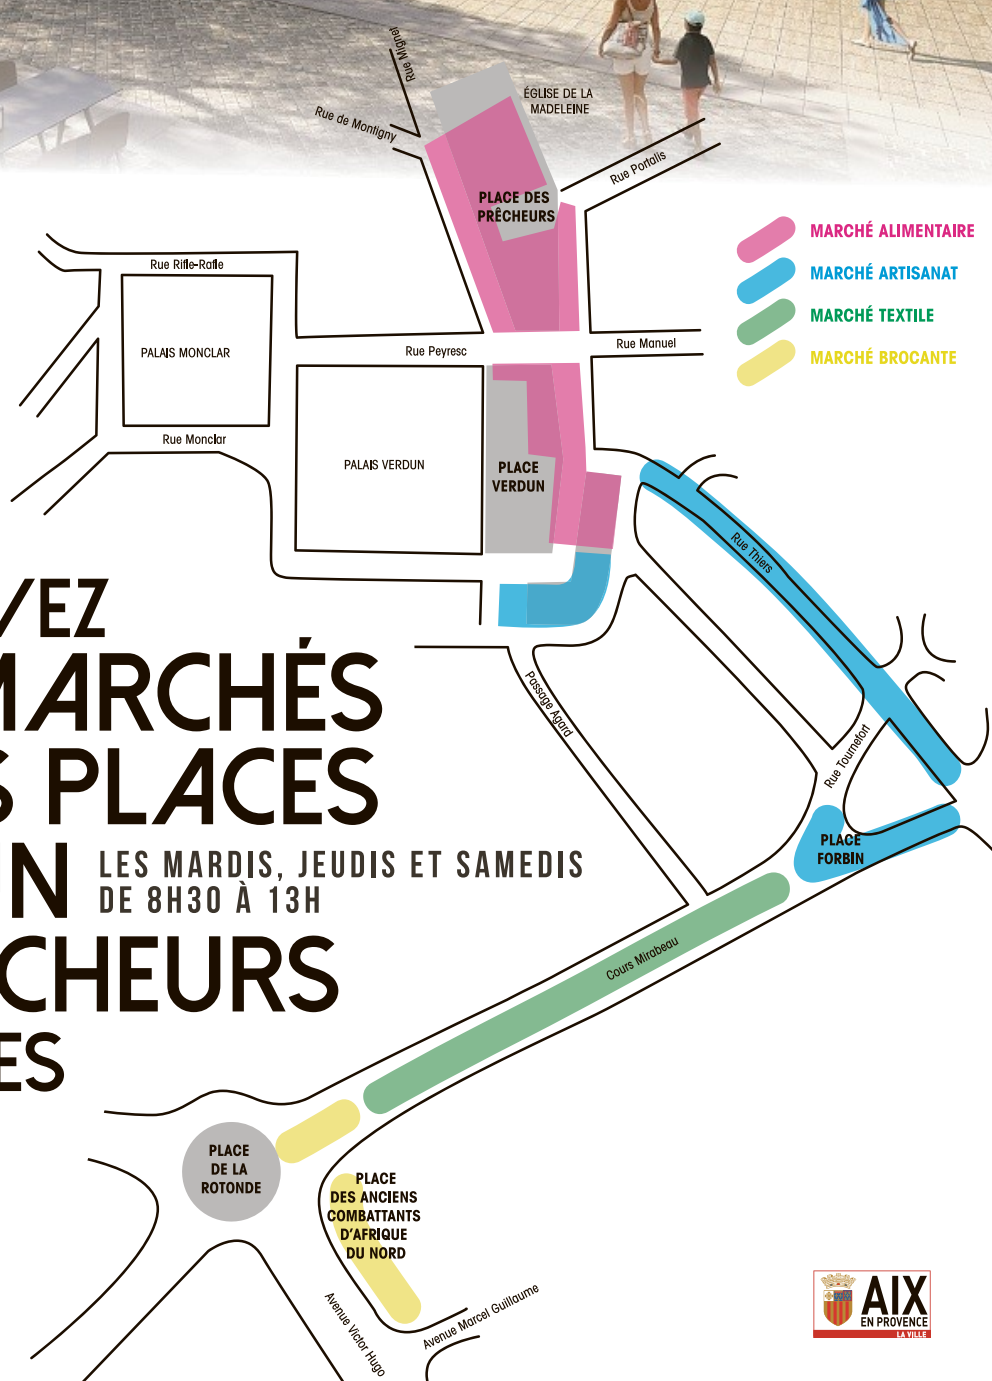 Rue Mignet
ÉGLISE DE LA
MADELEINE
Rue de Montigny
Rue Portalis
PLACE DES
PRÊCHEURS
MARCHÉ ALIMENTAIRE
MARCHÉ ARTISANAT
MARCHÉ TEXTILE
MARCHÉ BROCANTE
Rue Rifle-Rafle
PALAIS MONCLAR
Rue Peyresc
Rue Manuel
Rue Monclar
PALAIS VERDUN
PLACE
VERDUN
Rue Thiers
VEZ
MARCHÉS
S PLACES
N
LES MARDIS, JEUDIS ET SAMEDIS
DE 8H30 À 13H
CHEURS
ES
Passage Agard
Rue Tournefort
PLACE
FORBIN
Cours Mirabeau
PLACE
DE LA
ROTONDE
PLACE
DES ANCIENS
COMBATTANTS
D'AFRIQUE
DU NORD
Avenue Victor Hugo
Avenue Marcel Guillaume
AIX
EN PROVENCE
LA VILLE